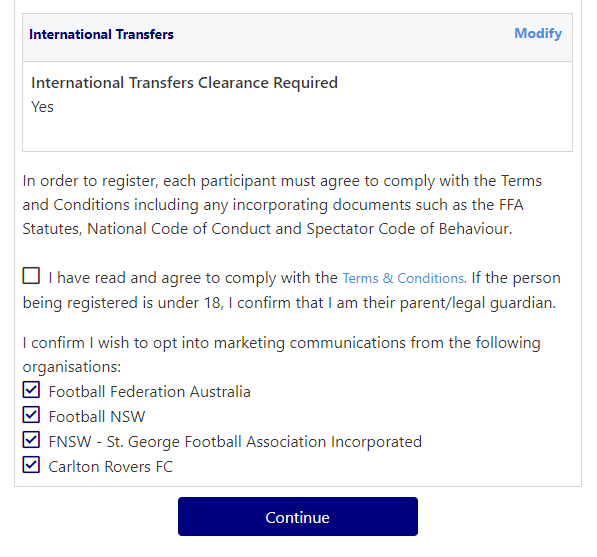 International Transfers
Modify
International Transfers Clearance Required
Yes
In order to register, each participant must agree to comply with the Terms
and Conditions including any incorporating documents such as the FFA
Statutes, National Code of Conduct and Spectator Code of Behaviour.
I have read and agree to comply with the Terms & Conditions. If the person
being registered is under 18, I confirm that I am their parent/legal guardian.
I confirm I wish to opt into marketing communications from the following
organisations:
Football Federation Australia
Football NSW
FNSW - St. George Football Association Incorporated
Carlton Rovers FC
Continue